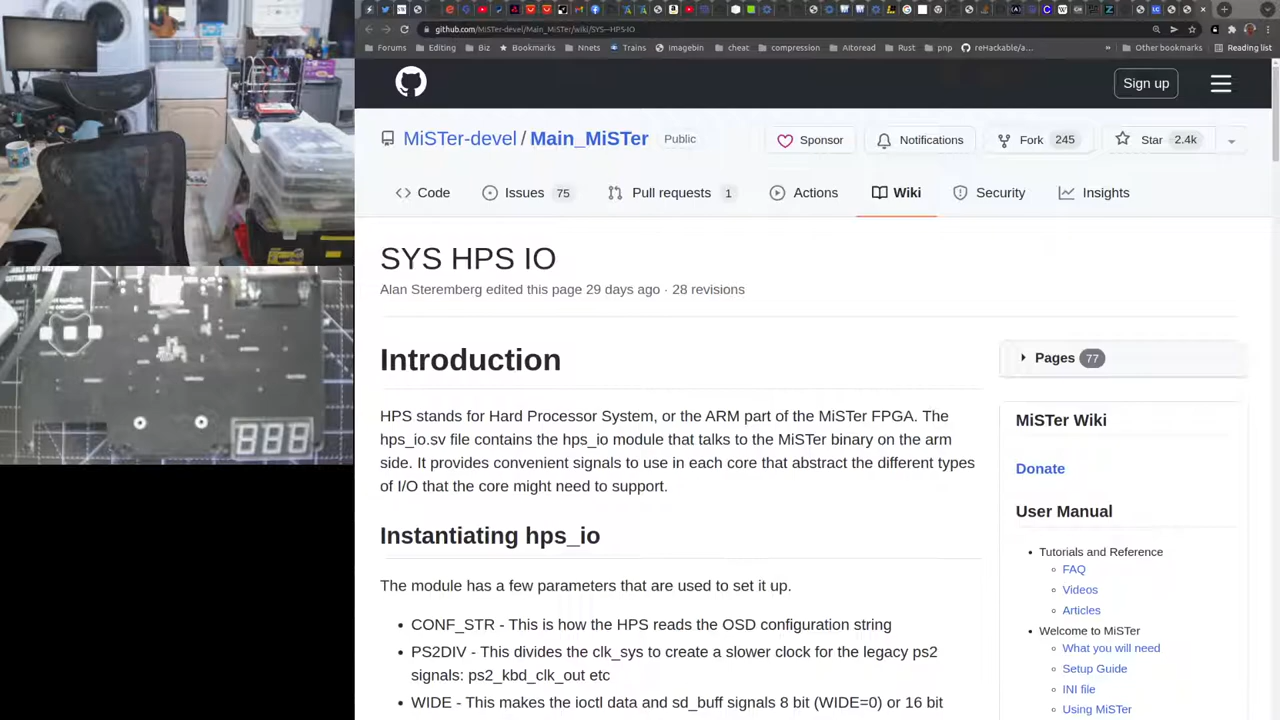 github.com/MiSTer-devel/Main_MiSTer/wiki/SYS---HPS-IO
Forums
Editing
Biz
Nnets
Bookmarks
Trains
imagebin
cheat
compression
AItoread
Rust
pnp
reHackable/a...
»
Other bookmarks
Reading list
Sign up
MiSTer-devel / Main_MiSTer Public
Sponsor
Notifications
Fork 245
Star 2.4k
Code
Issues 75
Pull requests 1
Actions
Wiki
Security
Insights
SYS HPS IO
Alan Steremberg edited this page 29 days ago · 28 revisions
Introduction
HPS stands for Hard Processor System, or the ARM part of the MiSTer FPGA. The
hps_io.sv file contains the hps_io module that talks to the MiSTer binary on the arm
side. It provides convenient signals to use in each core that abstract the different types
of I/O that the core might need to support.
Instantiating hps_io
The module has a few parameters that are used to set it up.
• CONF_STR - This is how the HPS reads the OSD configuration string
• PS2DIV - This divides the clk_sys to create a slower clock for the legacy ps2
signals: ps2_kbd_clk_out etc
• WIDE - This makes the ioctl data and sd_buff signals 8 bit (WIDE=0) or 16 bit
Pages 77
MiSTer Wiki
Donate
User Manual
• Tutorials and Reference
FAQ
Videos
Articles
• Welcome to MiSTer
What you will need
Setup Guide
INI file
Using MiSTer